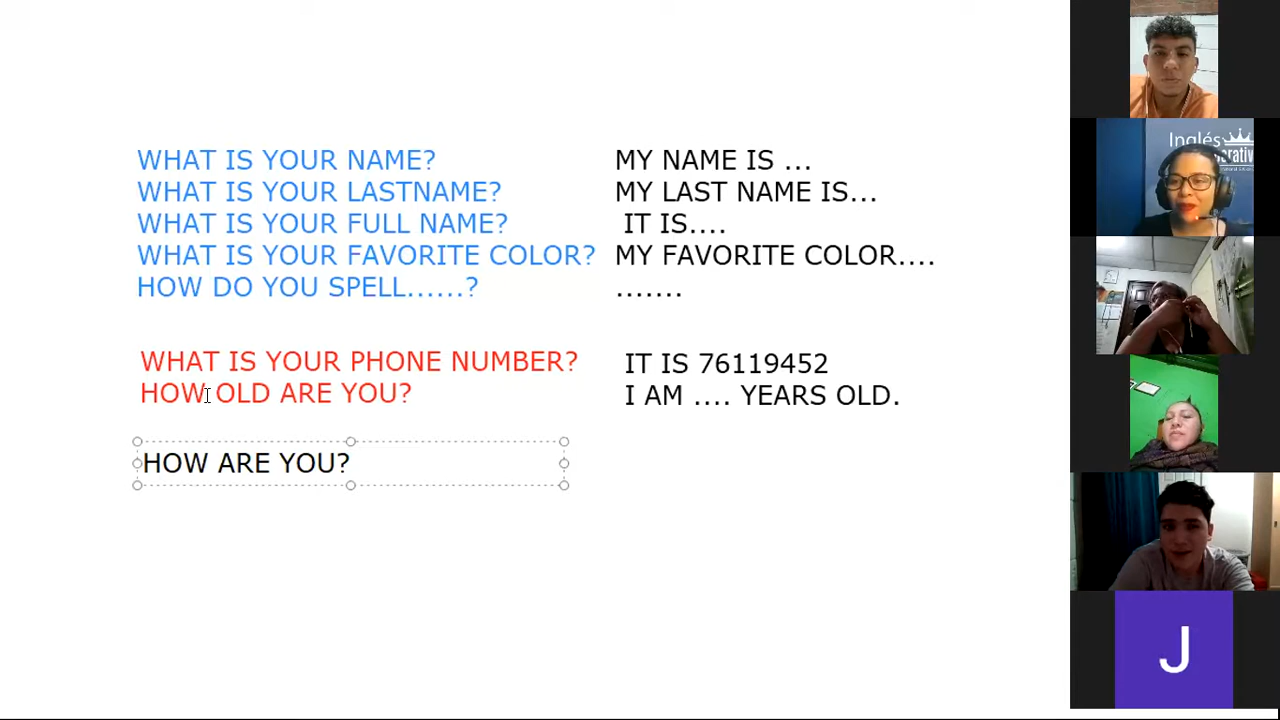 WHAT IS YOUR NAME? MY NAME IS ...
WHAT IS YOUR LASTNAME? MY LAST NAME IS...
WHAT IS YOUR FULL NAME? IT IS....
WHAT IS YOUR FAVORITE COLOR? MY FAVORITE COLOR....
HOW DO YOU SPELL......? .......
WHAT IS YOUR PHONE NUMBER? IT IS 76119452
HOW OLD ARE YOU? I AM .... YEARS OLD.
HOW ARE YOU?
Inglés
J